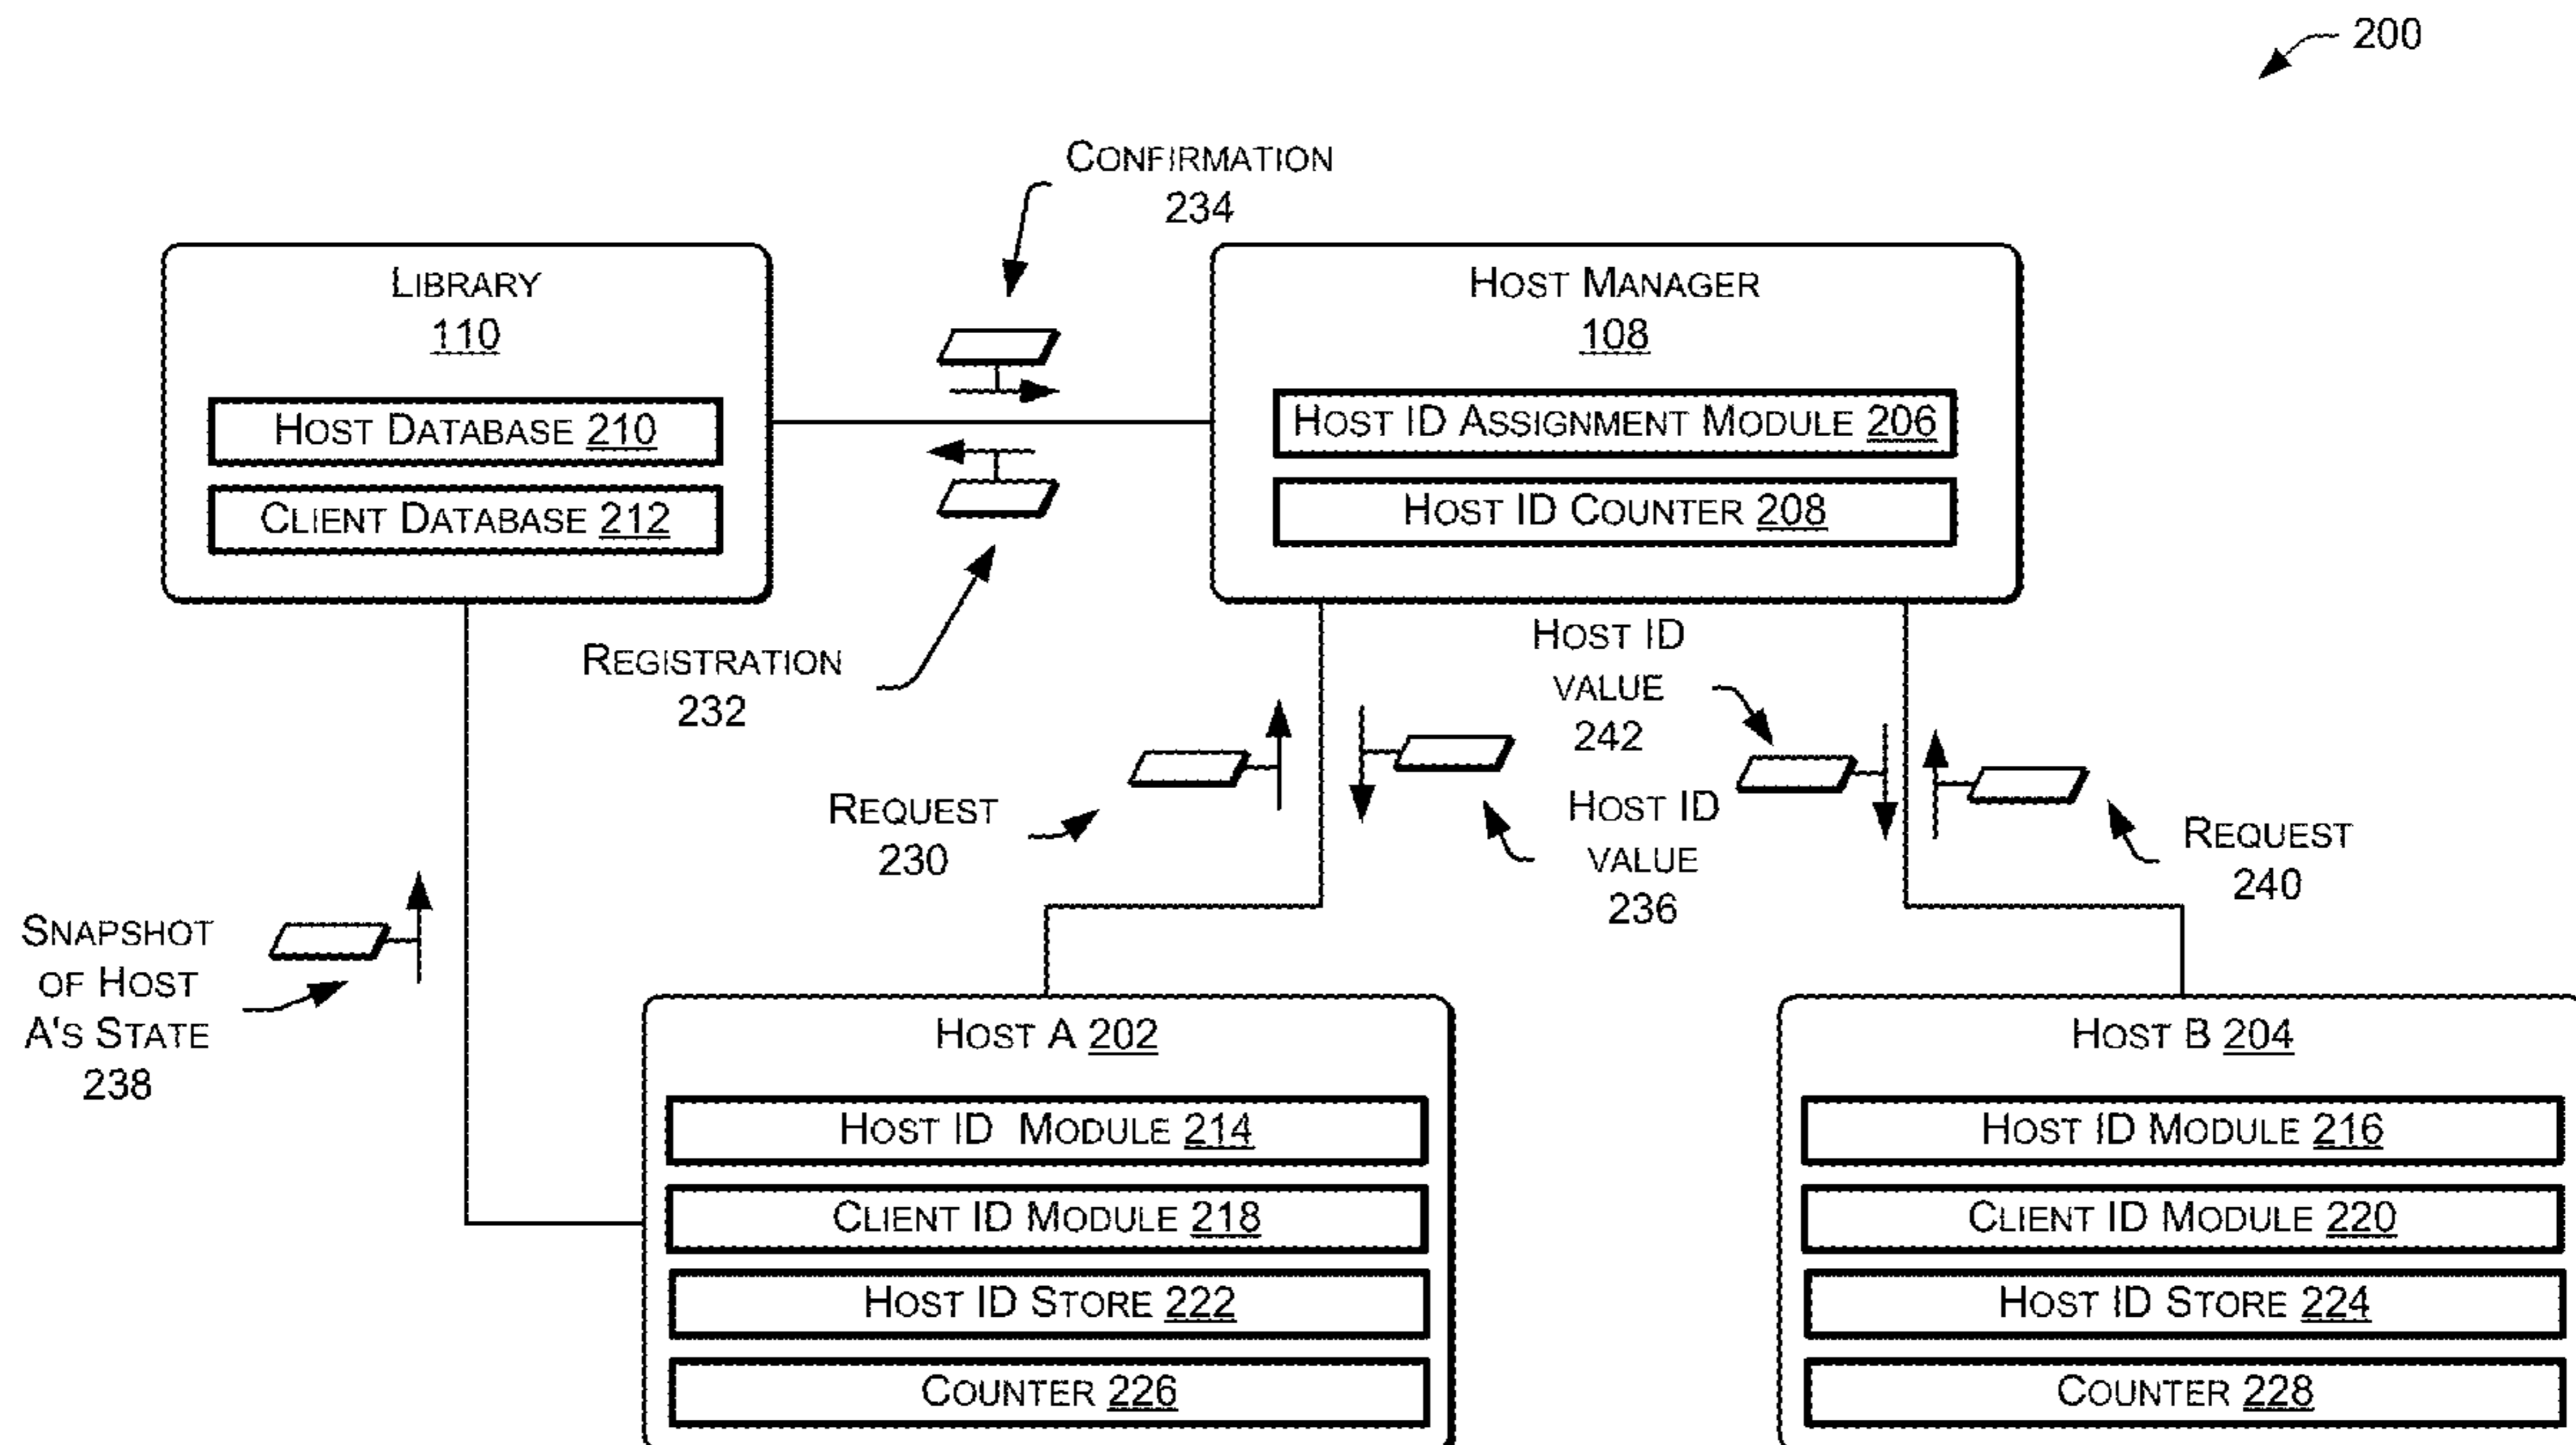 200
CONFIRMATION
234
LIBRARY
110
HOST DATABASE 210
CLIENT DATABASE 212
HOST MANAGER
108
HOST ID ASSIGNMENT MODULE 206
HOST ID COUNTER 208
REGISTRATION
232
HOST ID
VALUE
242
REQUEST
230
HOST ID
VALUE
236
REQUEST
240
SNAPSHOT
OF HOST
A'S STATE
238
HOST A 202
HOST ID MODULE 214
CLIENT ID MODULE 218
HOST ID STORE 222
COUNTER 226
HOST B 204
HOST ID MODULE 216
CLIENT ID MODULE 220
HOST ID STORE 224
COUNTER 228